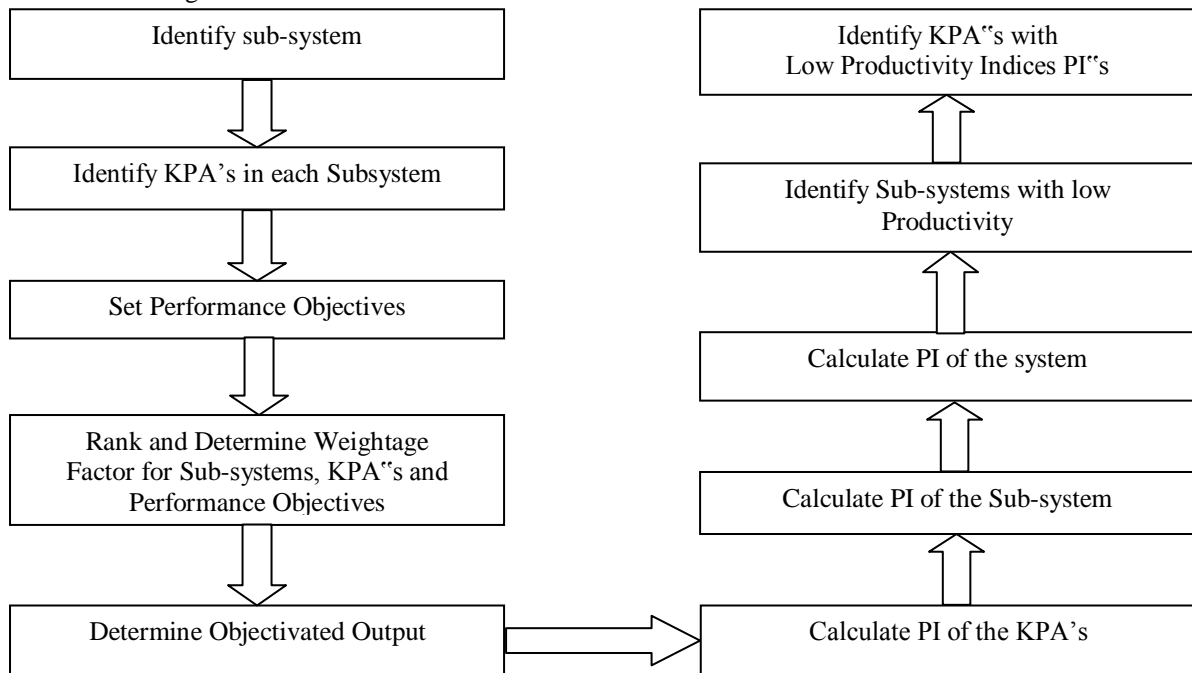 Identify sub-system
Identify KPA's in each Subsystem
Set Performance Objectives
Rank and Determine Weightage
Factor for Sub-systems, KPA‟s and
Performance Objectives
Determine Objectivated Output
Calculate PI of the KPA's
Calculate PI of the Sub-system
Calculate PI of the system
Identify Sub-systems with low
Productivity
Identify KPA‟s with
Low Productivity Indices PI‟s